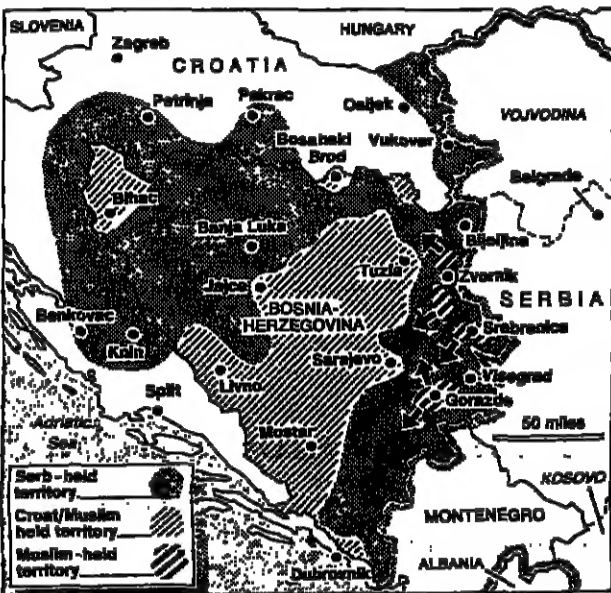 SLOVENIA
HUNGARY
Zagreb
CROATIA
Petrinja
Pakrac
Osijek
VOJVODINA
Bosanski
Brod
Vukovar
Belgrade
Bihac
Banja Luka
Bijeljina
Tuzla
Zvornik
Jajce
SERBIA
BOSNIA-
HERZEGOVINA
Srebrenica
Benkovac
Knin
Sarajevo
Visegrad
Livno
Gorazde
Split
50 miles
Adriatic
Sea
Mostar
Serb-held
territory
KOSOVO
Croat/Muslim
held territory
MONTENEGRO
Muslim-held
territory
Dubrovnik
ALBANIA